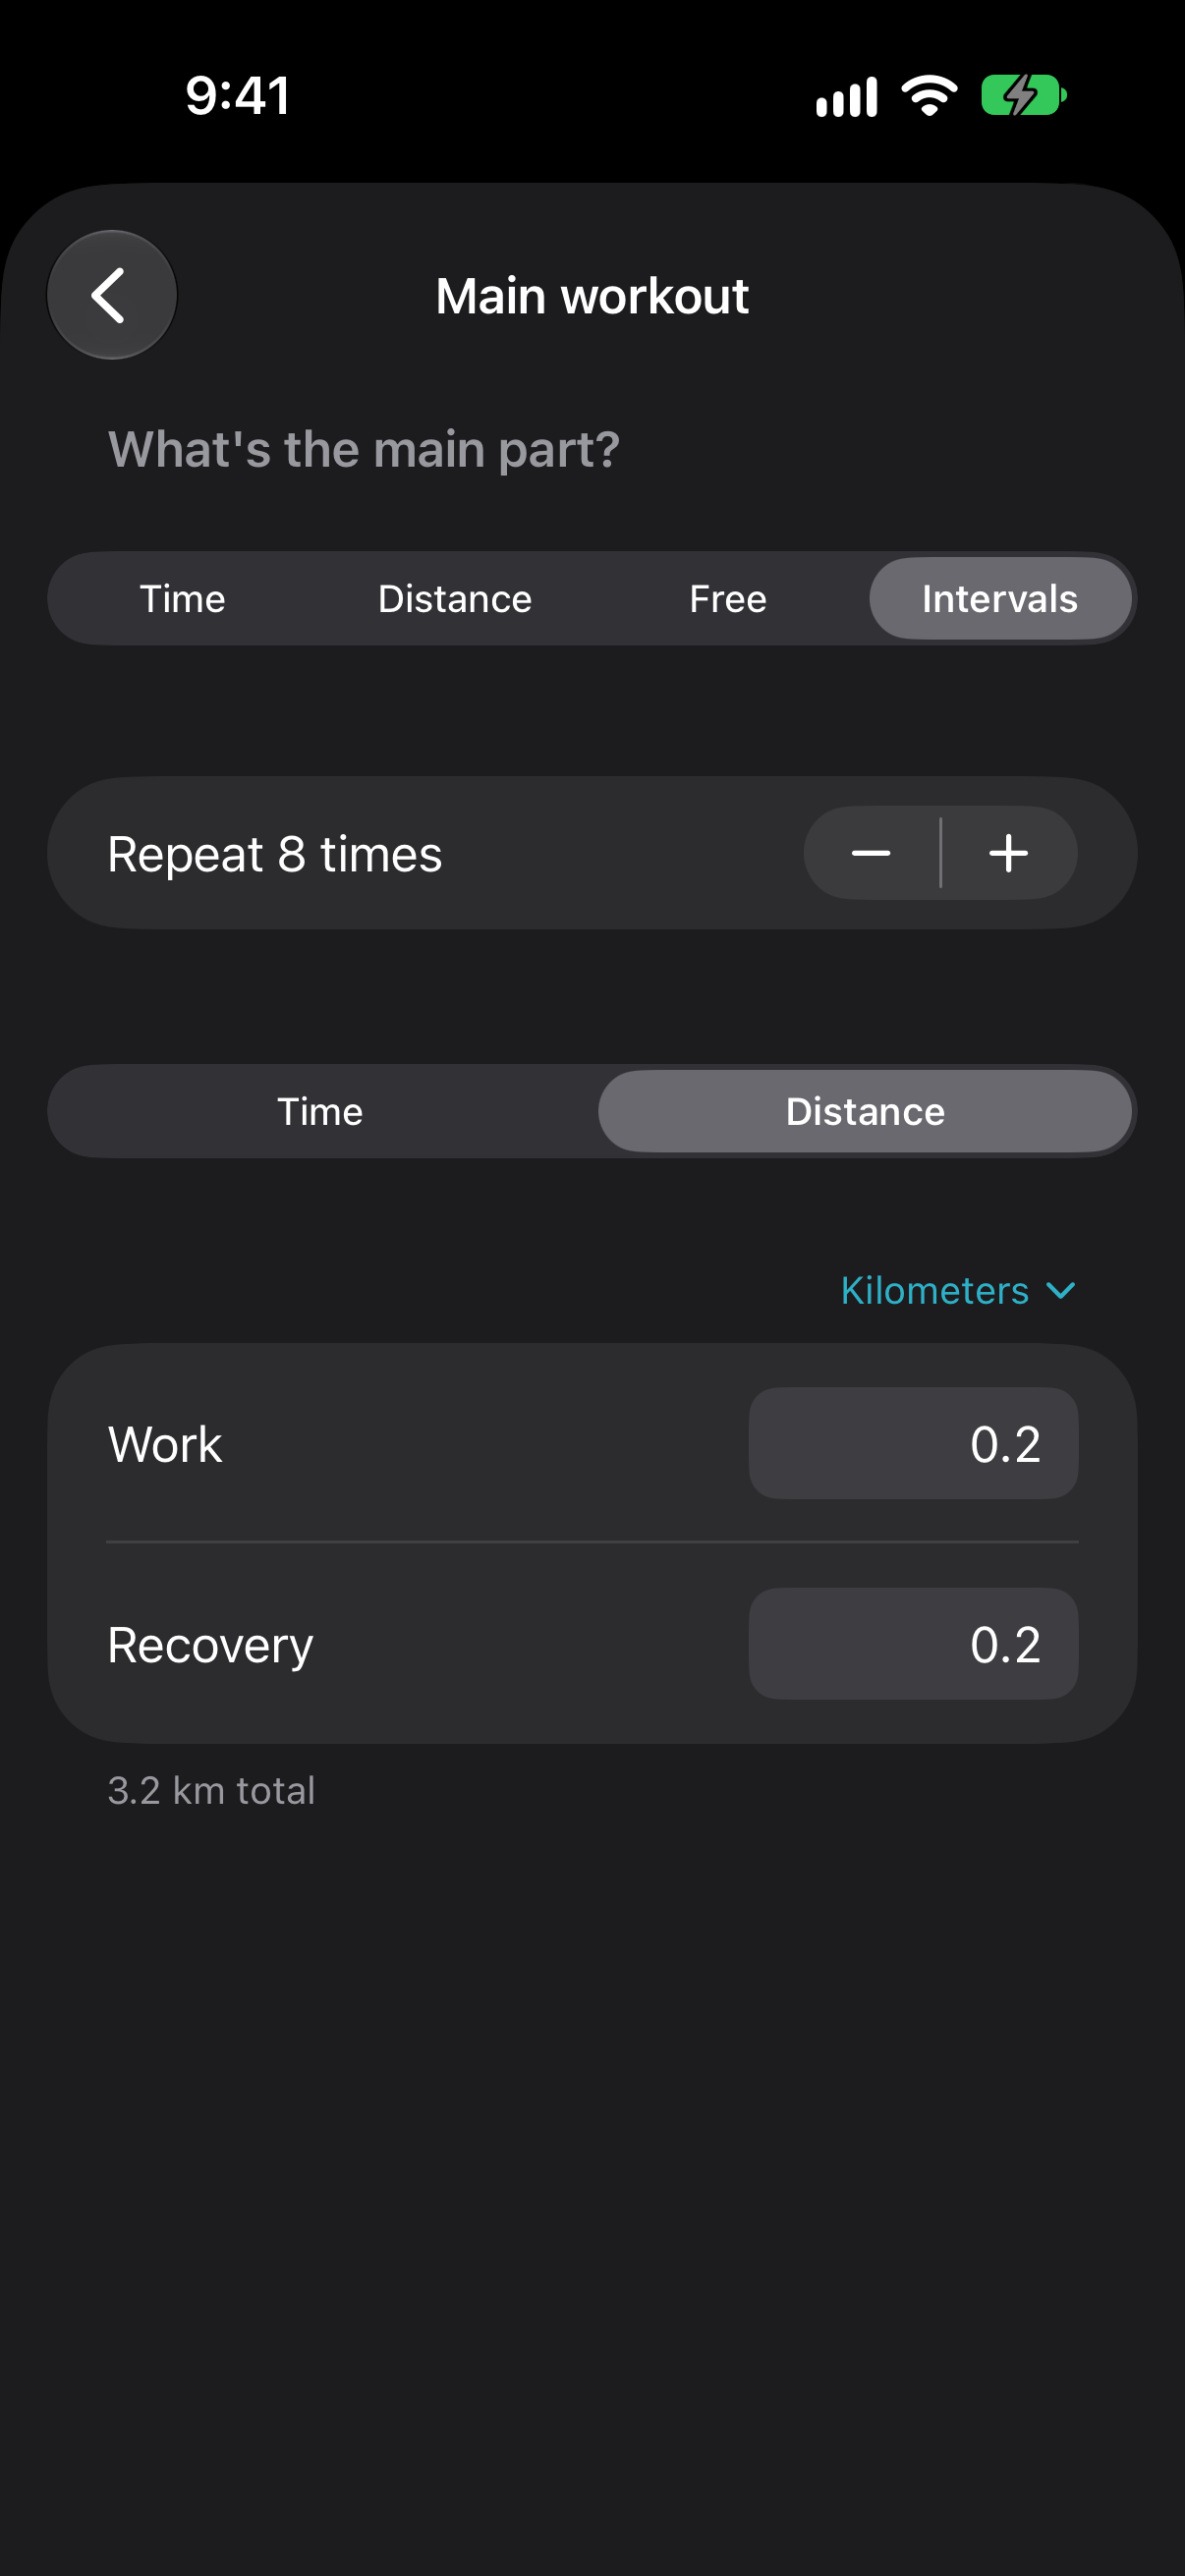 9:41
Main workout
What's the main part?
Time Distance Free Intervals
Repeat 8 times
Time Distance
Kilometers
Work 0.2
Recovery 0.2
3.2 km total